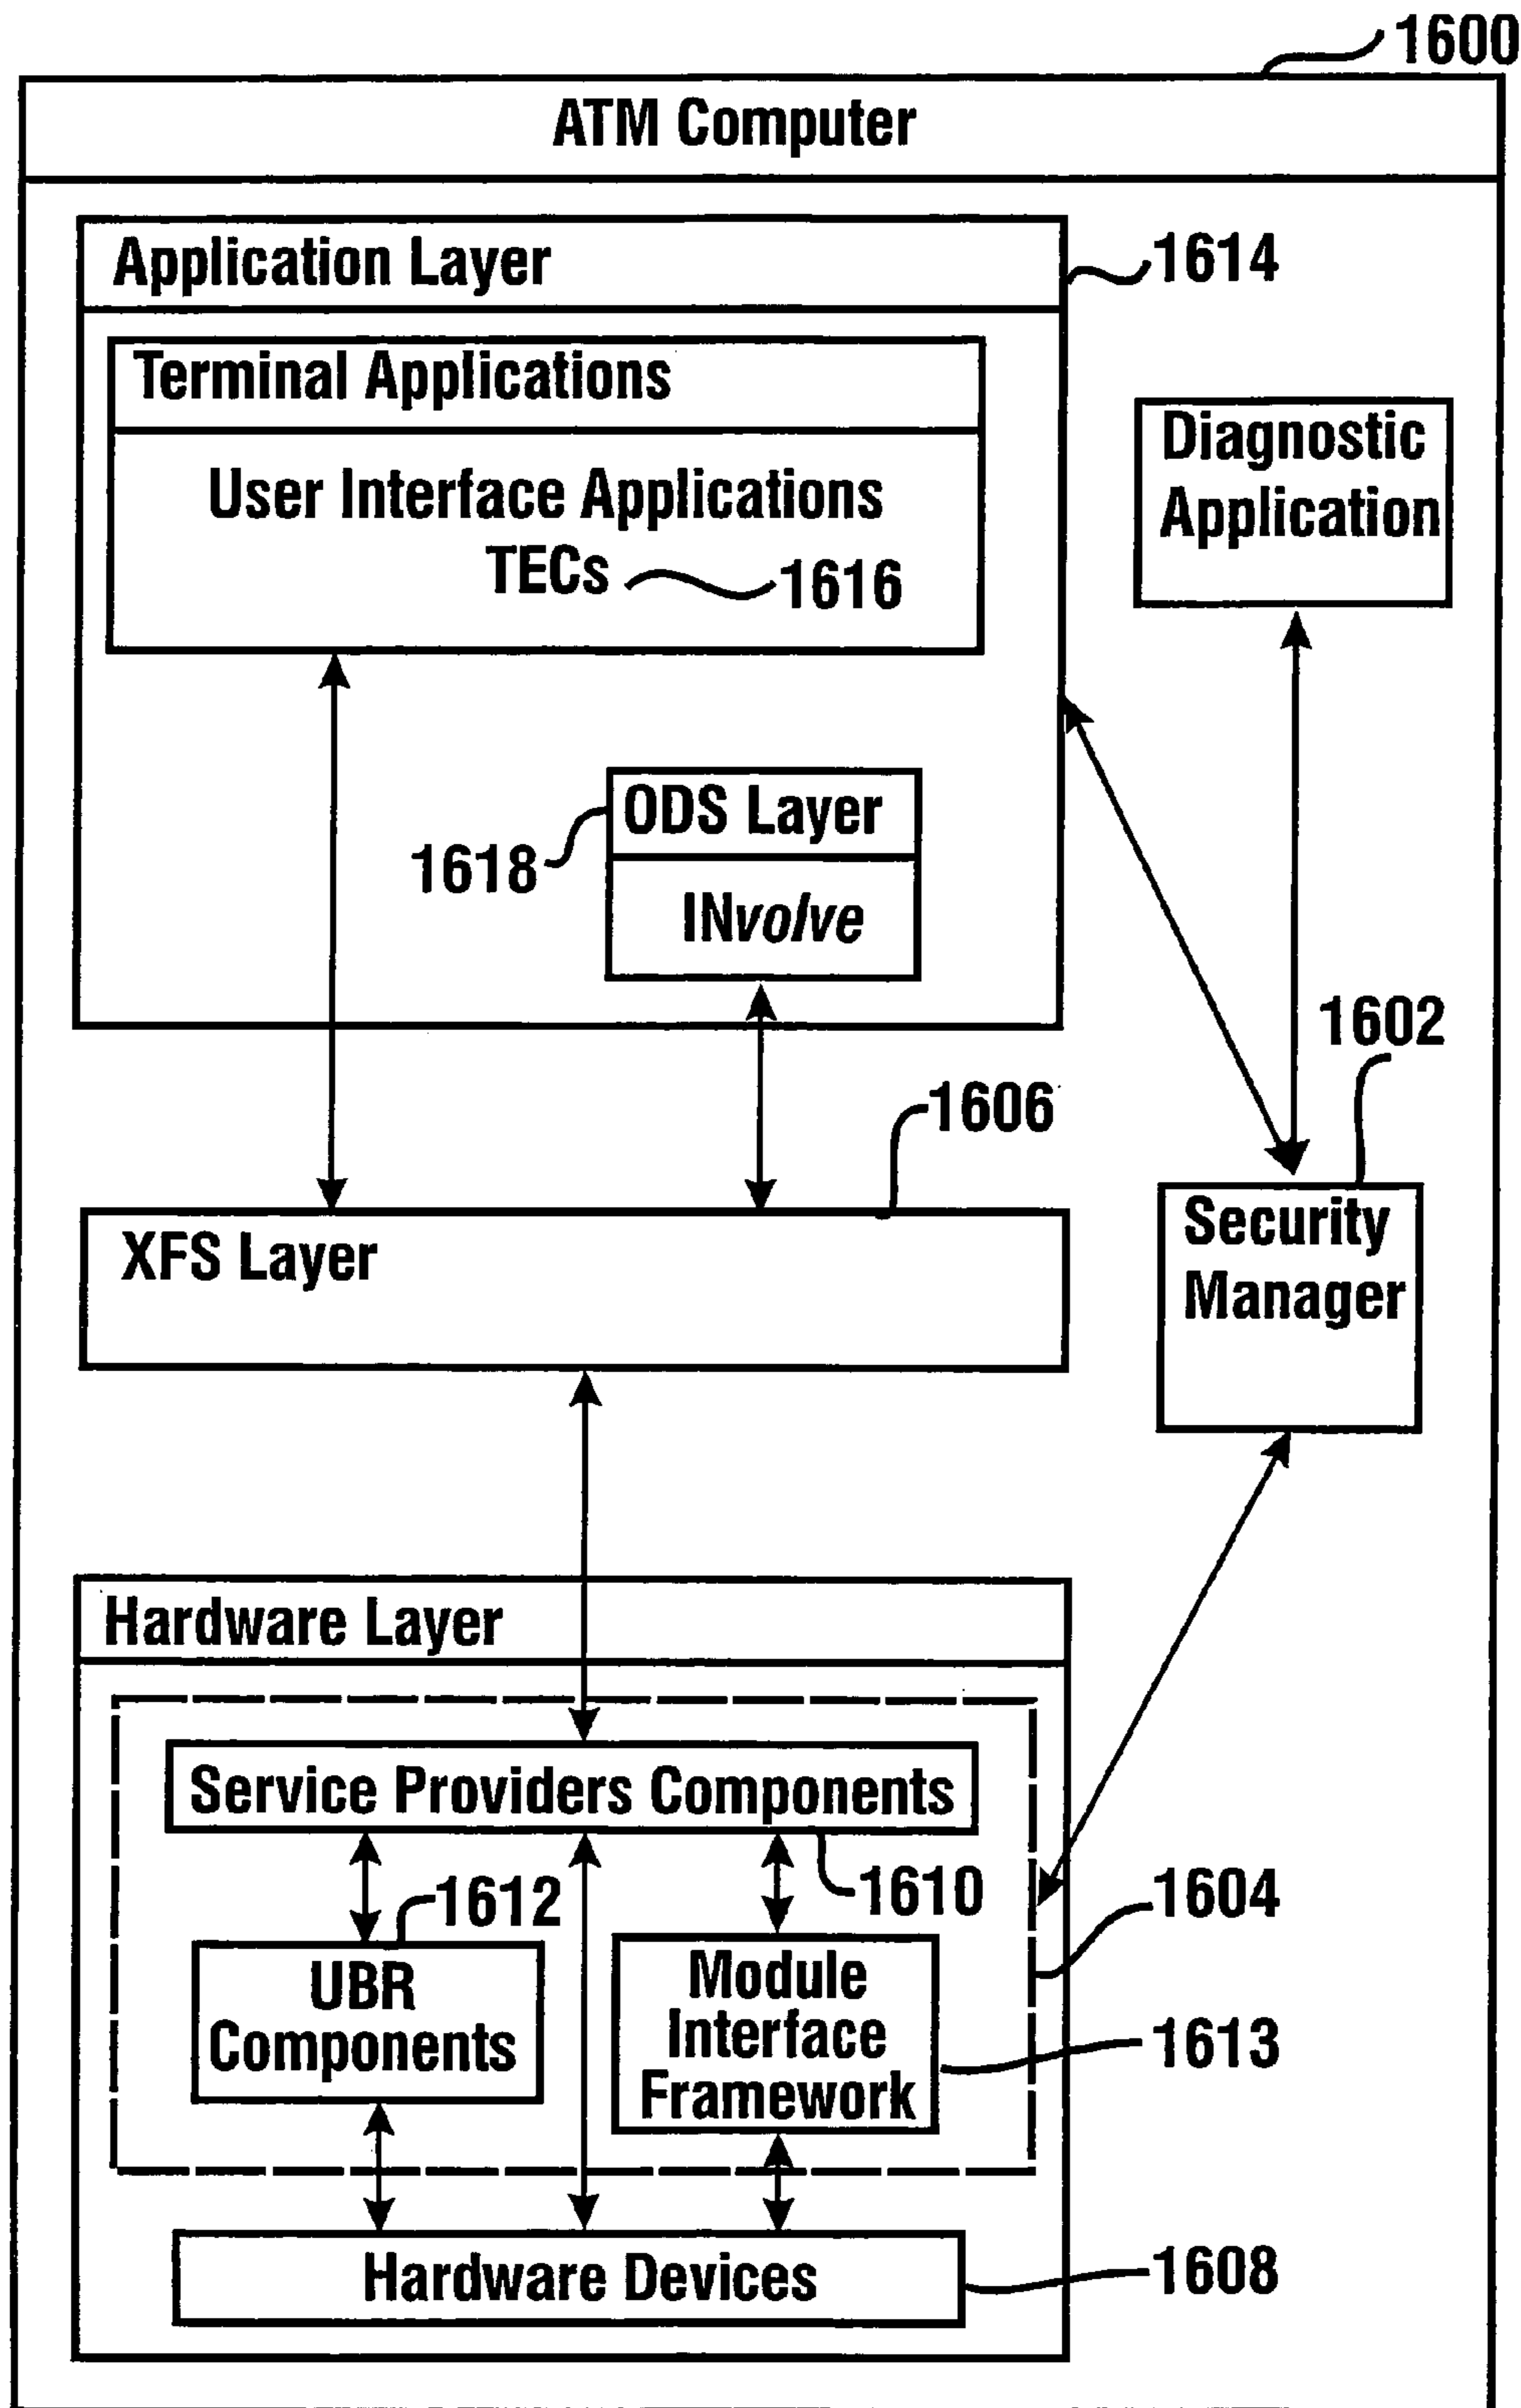 1600
ATM Computer
Application Layer
1614
Terminal Applications
User Interface Applications
TECs
1616
Diagnostic
Application
ODS Layer
1618
INvolve
1602
1606
XFS Layer
Security
Manager
Hardware Layer
Service Providers Components
1612
1610
1604
UBR
Components
Module
Interface
Framework
1613
Hardware Devices
1608